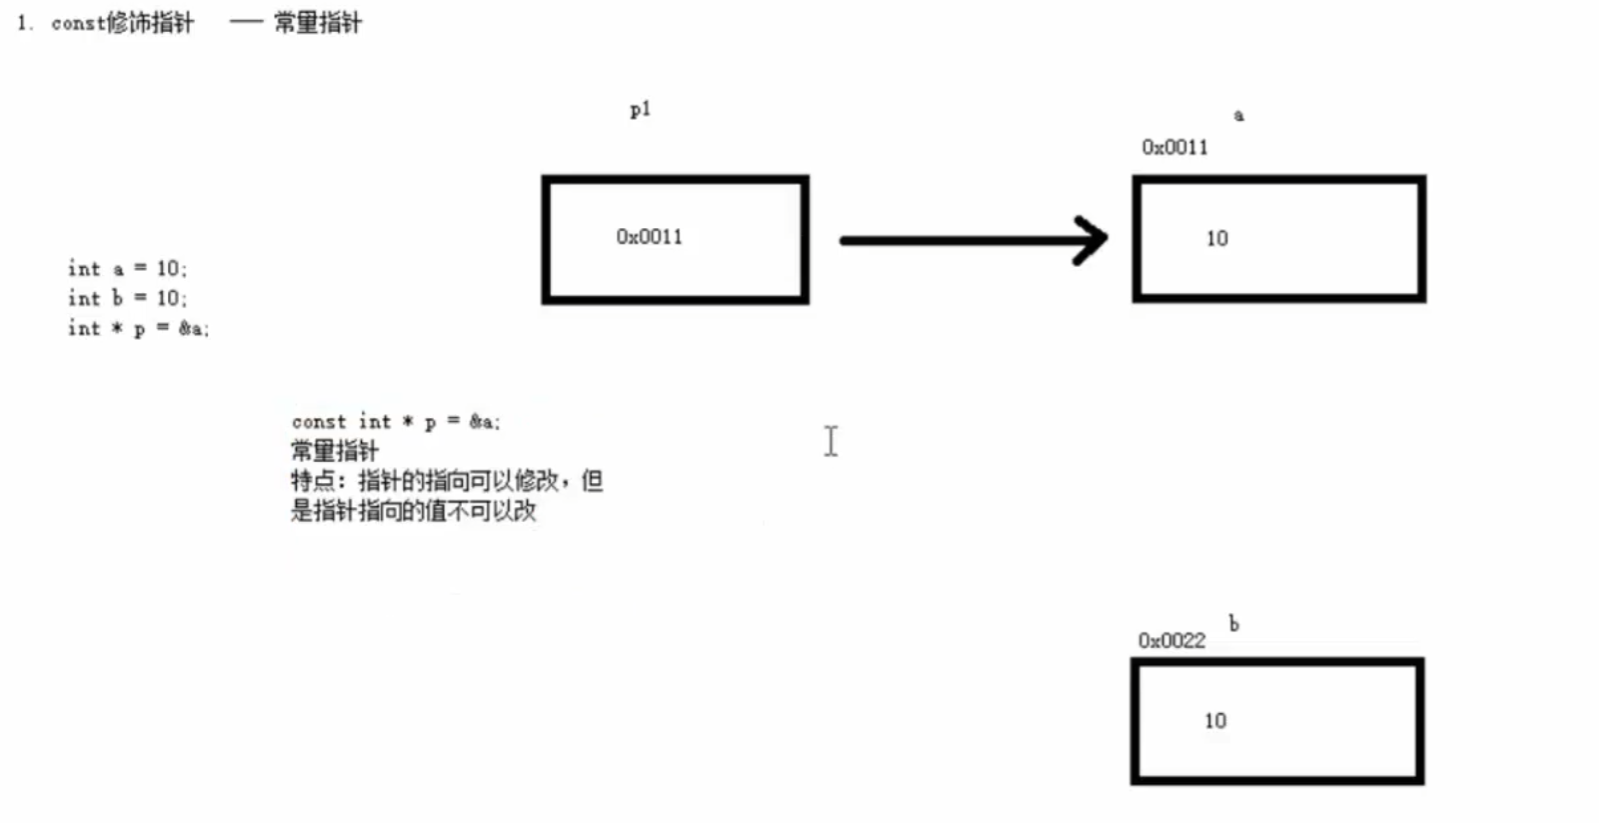 1. const修饰指针 —— 常量指针
p1
a
0x0011
0x0011
10
int a = 10;
int b = 10;
int * p = &a;
const int * p = &a;
常量指针
特点：指针的指向可以修改，但
是指针指向的值不可以改
b
0x0022
10